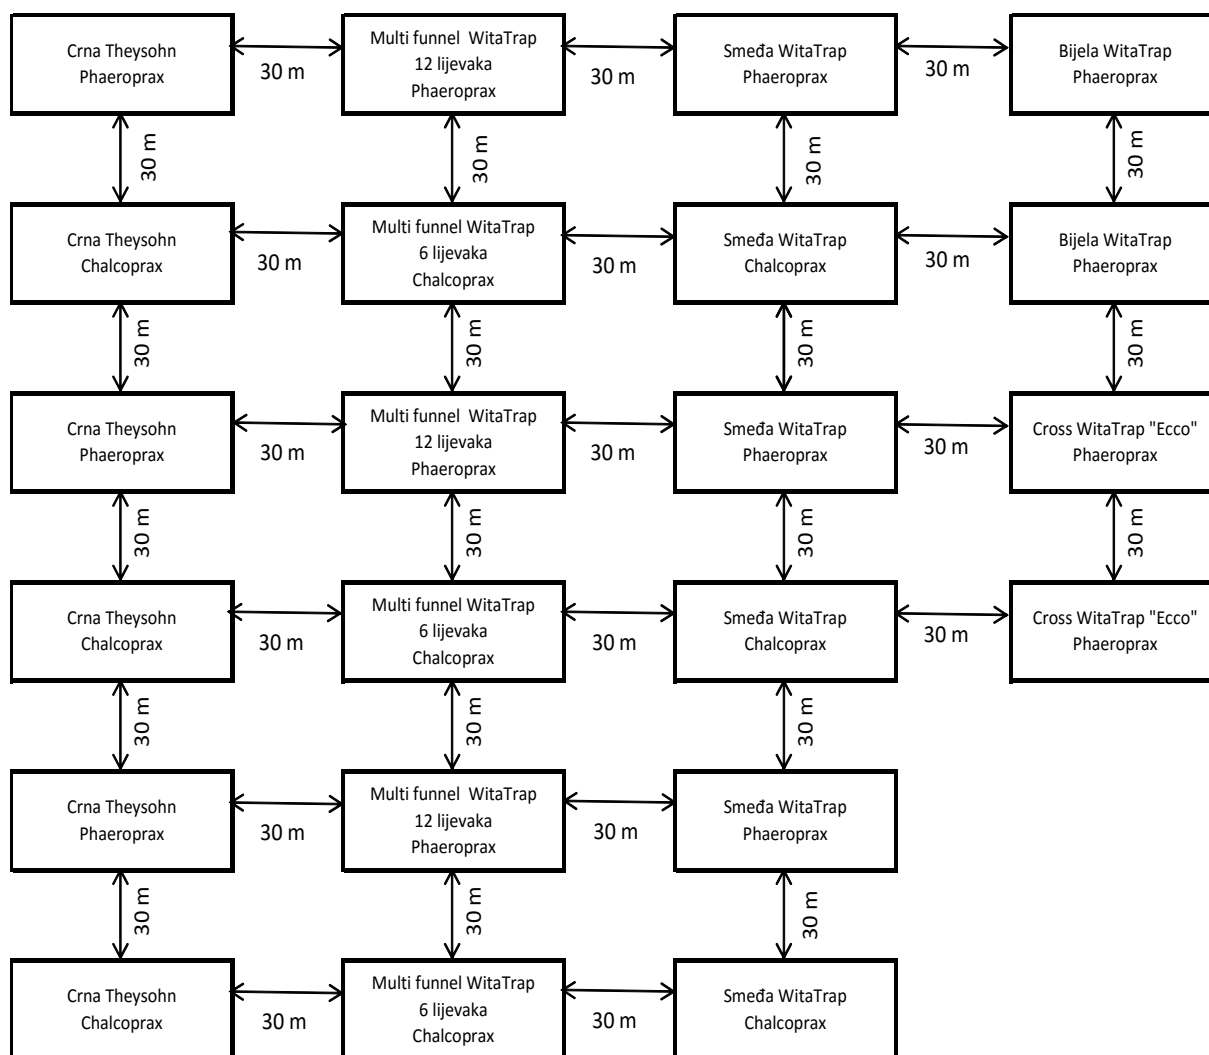 Crna Theysohn
Phaeroprax
30 m
Multi funnel WitaTrap
12 lijevaka
Phaeroprax
30 m
Smeđa WitaTrap
Phaeroprax
30 m
Bijela WitaTrap
Phaeroprax
30 m
30 m
30 m
30 m
Crna Theysohn
Chalcoprax
30 m
Multi funnel WitaTrap
6 lijevaka
Chalcoprax
30 m
Smeđa WitaTrap
Chalcoprax
30 m
Bijela WitaTrap
Phaeroprax
30 m
30 m
30 m
30 m
Crna Theysohn
Phaeroprax
30 m
Multi funnel WitaTrap
12 lijevaka
Phaeroprax
30 m
Smeđa WitaTrap
Phaeroprax
30 m
Cross WitaTrap "Ecco"
Phaeroprax
30 m
30 m
30 m
30 m
Crna Theysohn
Chalcoprax
30 m
Multi funnel WitaTrap
6 lijevaka
Chalcoprax
30 m
Smeđa WitaTrap
Chalcoprax
30 m
Cross WitaTrap "Ecco"
Phaeroprax
30 m
30 m
30 m
Crna Theysohn
Phaeroprax
30 m
Multi funnel WitaTrap
12 lijevaka
Phaeroprax
30 m
Smeđa WitaTrap
Phaeroprax
30 m
30 m
30 m
Crna Theysohn
Chalcoprax
30 m
Multi funnel WitaTrap
6 lijevaka
Chalcoprax
30 m
Smeđa WitaTrap
Chalcoprax